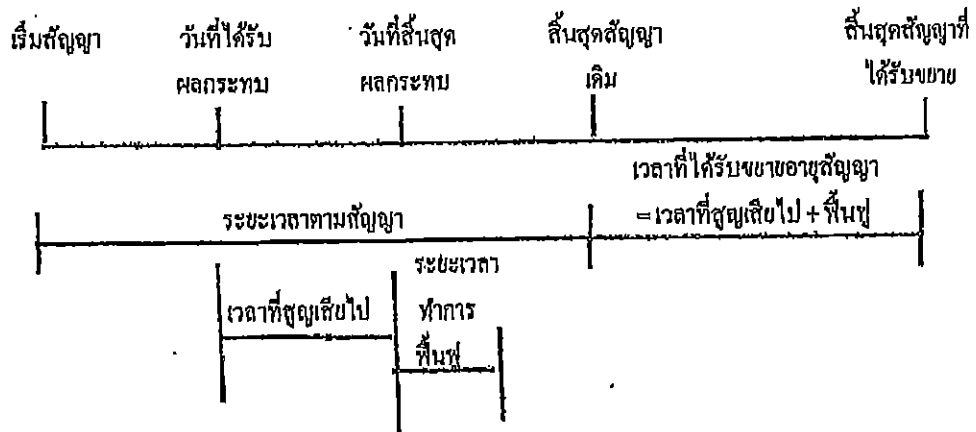 เริ่มสัญญา วันที่ได้รับ วันที่สิ้นสุด สิ้นสุดสัญญา สิ้นสุดสัญญาที่
ผลกระทบ ผลกระทบ เดิม ได้รับขยาย
เวลาที่ได้รับขยายอายุสัญญา
ระยะเวลาตามสัญญา =เวลาที่สูญเสียไป + ฟื้นฟู
ระยะเวลา
เวลาที่สูญเสียไป ทำการ
ฟื้นฟู